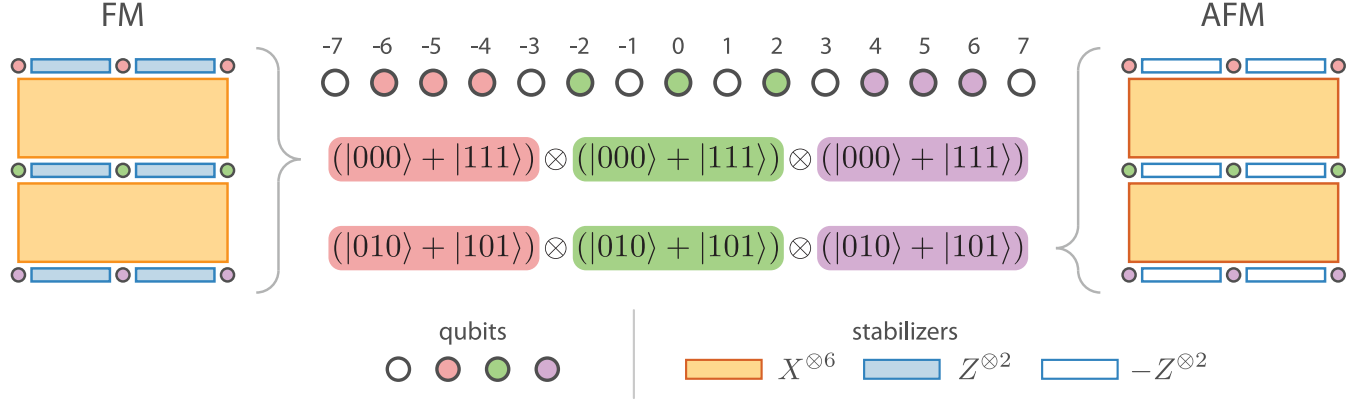 FM
AFM
-7 -6 -5 -4 -3 -2 -1 0 1 2 3 4 5 6 7
(|000⟩ + |111⟩) ⊗ (|000⟩ + |111⟩) ⊗ (|000⟩ + |111⟩)
(|010⟩ + |101⟩) ⊗ (|010⟩ + |101⟩) ⊗ (|010⟩ + |101⟩)
qubits
stabilizers
X^{⊗6} Z^{⊗2} −Z^{⊗2}